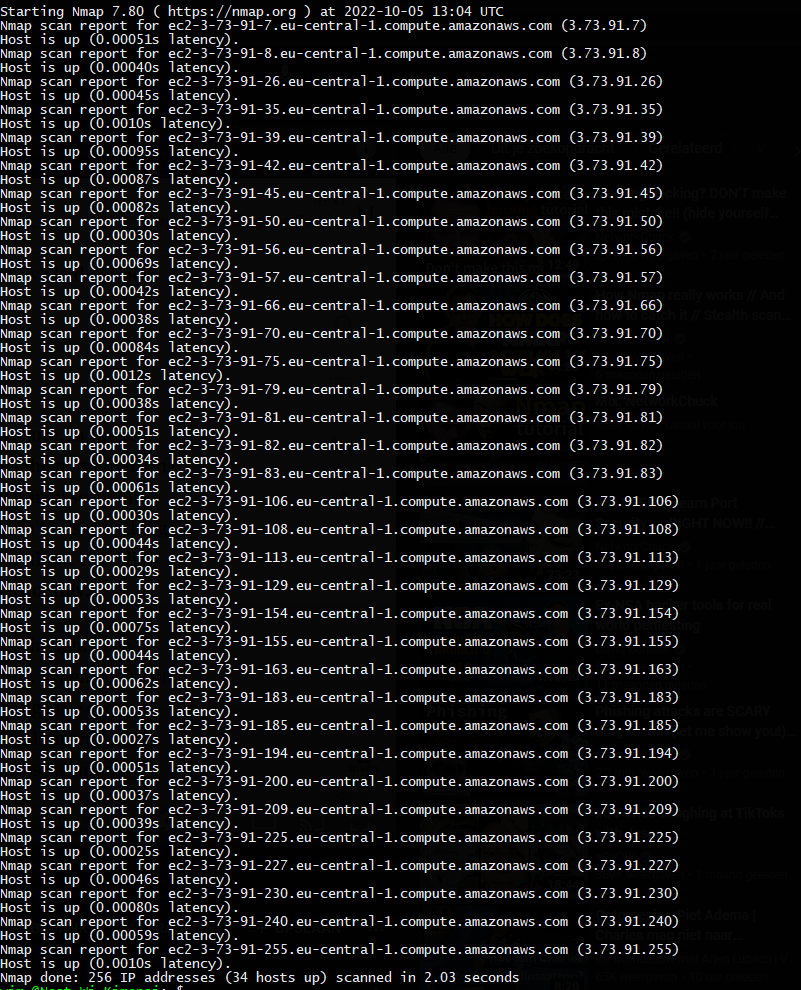 Starting Nmap 7.80 ( https://nmap.org ) at 2022-10-05 13:04 UTC
Nmap scan report for ec2-3-73-91-7.eu-central-1.compute.amazonaws.com (3.73.91.7)
Host is up (0.00051s latency).
Nmap scan report for ec2-3-73-91-8.eu-central-1.compute.amazonaws.com (3.73.91.8)
Host is up (0.00040s latency).
Nmap scan report for ec2-3-73-91-26.eu-central-1.compute.amazonaws.com (3.73.91.26)
Host is up (0.00045s latency).
Nmap scan report for ec2-3-73-91-35.eu-central-1.compute.amazonaws.com (3.73.91.35)
Host is up (0.0010s latency).
Nmap scan report for ec2-3-73-91-39.eu-central-1.compute.amazonaws.com (3.73.91.39)
Host is up (0.00095s latency).
Nmap scan report for ec2-3-73-91-42.eu-central-1.compute.amazonaws.com (3.73.91.42)
Host is up (0.00087s latency).
Nmap scan report for ec2-3-73-91-45.eu-central-1.compute.amazonaws.com (3.73.91.45)
Host is up (0.00082s latency).
Nmap scan report for ec2-3-73-91-50.eu-central-1.compute.amazonaws.com (3.73.91.50)
Host is up (0.00030s latency).
Nmap scan report for ec2-3-73-91-56.eu-central-1.compute.amazonaws.com (3.73.91.56)
Host is up (0.00069s latency).
Nmap scan report for ec2-3-73-91-57.eu-central-1.compute.amazonaws.com (3.73.91.57)
Host is up (0.00042s latency).
Nmap scan report for ec2-3-73-91-66.eu-central-1.compute.amazonaws.com (3.73.91.66)
Host is up (0.00038s latency).
Nmap scan report for ec2-3-73-91-70.eu-central-1.compute.amazonaws.com (3.73.91.70)
Host is up (0.00084s latency).
Nmap scan report for ec2-3-73-91-75.eu-central-1.compute.amazonaws.com (3.73.91.75)
Host is up (0.0012s latency).
Nmap scan report for ec2-3-73-91-79.eu-central-1.compute.amazonaws.com (3.73.91.79)
Host is up (0.00038s latency).
Nmap scan report for ec2-3-73-91-81.eu-central-1.compute.amazonaws.com (3.73.91.81)
Host is up (0.00051s latency).
Nmap scan report for ec2-3-73-91-82.eu-central-1.compute.amazonaws.com (3.73.91.82)
Host is up (0.00034s latency).
Nmap scan report for ec2-3-73-91-83.eu-central-1.compute.amazonaws.com (3.73.91.83)
Host is up (0.00061s latency).
Nmap scan report for ec2-3-73-91-106.eu-central-1.compute.amazonaws.com (3.73.91.106)
Host is up (0.00030s latency).
Nmap scan report for ec2-3-73-91-108.eu-central-1.compute.amazonaws.com (3.73.91.108)
Host is up (0.00044s latency).
Nmap scan report for ec2-3-73-91-113.eu-central-1.compute.amazonaws.com (3.73.91.113)
Host is up (0.00029s latency).
Nmap scan report for ec2-3-73-91-129.eu-central-1.compute.amazonaws.com (3.73.91.129)
Host is up (0.00053s latency).
Nmap scan report for ec2-3-73-91-154.eu-central-1.compute.amazonaws.com (3.73.91.154)
Host is up (0.00075s latency).
Nmap scan report for ec2-3-73-91-155.eu-central-1.compute.amazonaws.com (3.73.91.155)
Host is up (0.00044s latency).
Nmap scan report for ec2-3-73-91-163.eu-central-1.compute.amazonaws.com (3.73.91.163)
Host is up (0.00062s latency).
Nmap scan report for ec2-3-73-91-183.eu-central-1.compute.amazonaws.com (3.73.91.183)
Host is up (0.00053s latency).
Nmap scan report for ec2-3-73-91-185.eu-central-1.compute.amazonaws.com (3.73.91.185)
Host is up (0.00027s latency).
Nmap scan report for ec2-3-73-91-194.eu-central-1.compute.amazonaws.com (3.73.91.194)
Host is up (0.00051s latency).
Nmap scan report for ec2-3-73-91-200.eu-central-1.compute.amazonaws.com (3.73.91.200)
Host is up (0.00037s latency).
Nmap scan report for ec2-3-73-91-209.eu-central-1.compute.amazonaws.com (3.73.91.209)
Host is up (0.00039s latency).
Nmap scan report for ec2-3-73-91-225.eu-central-1.compute.amazonaws.com (3.73.91.225)
Host is up (0.00025s latency).
Nmap scan report for ec2-3-73-91-227.eu-central-1.compute.amazonaws.com (3.73.91.227)
Host is up (0.00046s latency).
Nmap scan report for ec2-3-73-91-230.eu-central-1.compute.amazonaws.com (3.73.91.230)
Host is up (0.00080s latency).
Nmap scan report for ec2-3-73-91-240.eu-central-1.compute.amazonaws.com (3.73.91.240)
Host is up (0.00059s latency).
Nmap scan report for ec2-3-73-91-255.eu-central-1.compute.amazonaws.com (3.73.91.255)
Host is up (0.0010s latency).
Nmap done: 256 IP addresses (34 hosts up) scanned in 2.03 seconds